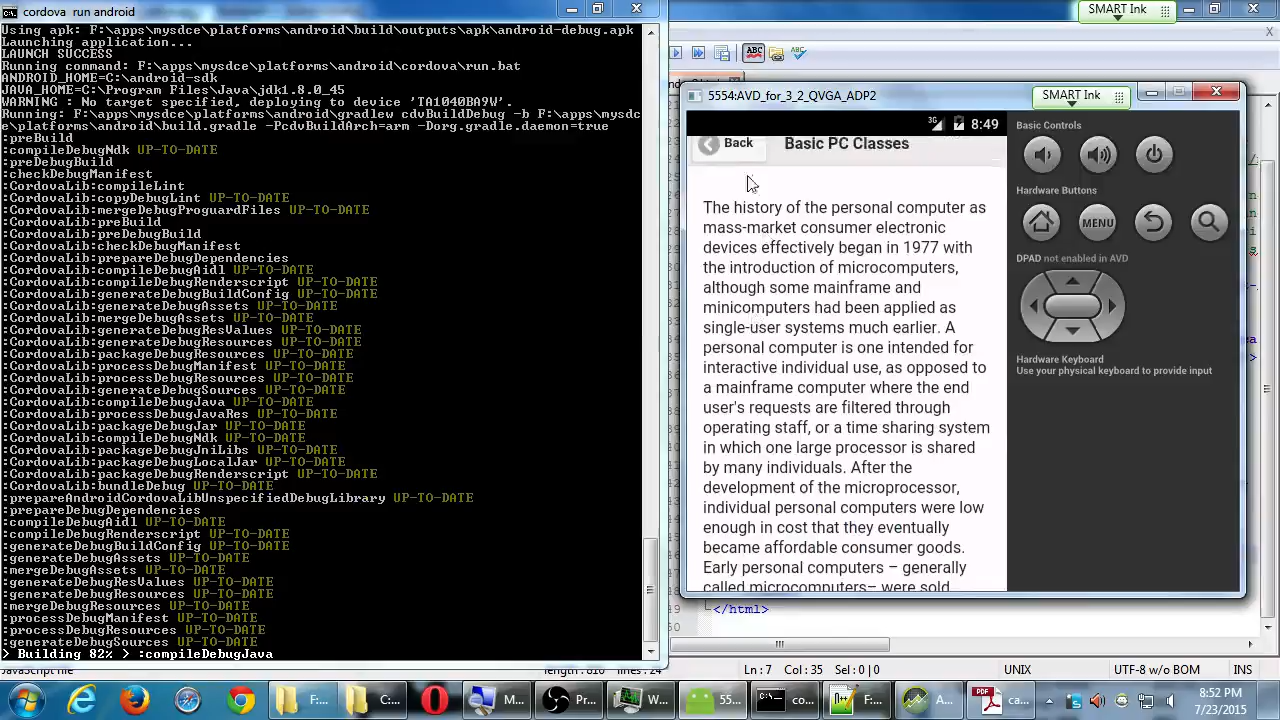 cordova  run android
Using apk: F:\apps\mysdce\platforms\android\build\outputs\apk\android-debug.apk
Launching application...
LAUNCH SUCCESS
Running command: F:\apps\mysdce\platforms\android\cordova\run.bat
ANDROID_HOME=C:\android-sdk
JAVA_HOME=C:\Program Files\Java\jdk1.8.0_45
WARNING : No target specified, deploying to device 'TA1040BA9W'.
Running: F:\apps\mysdce\platforms\android\gradlew cdvBuildDebug -b F:\apps\mysdc
e\platforms\android\build.gradle -PcdvBuildArch=arm -Dorg.gradle.daemon=true
:preBuild
:compileDebugNdk UP-TO-DATE
:preDebugBuild
:checkDebugManifest
:CordovaLib:compileLint
:CordovaLib:copyDebugLint UP-TO-DATE
:CordovaLib:mergeDebugProguardFiles UP-TO-DATE
:CordovaLib:preBuild
:CordovaLib:preDebugBuild
:CordovaLib:checkDebugManifest
:CordovaLib:prepareDebugDependencies
:CordovaLib:compileDebugAidl UP-TO-DATE
:CordovaLib:compileDebugRenderscript UP-TO-DATE
:CordovaLib:generateDebugBuildConfig UP-TO-DATE
:CordovaLib:generateDebugAssets UP-TO-DATE
:CordovaLib:mergeDebugAssets UP-TO-DATE
:CordovaLib:generateDebugResValues UP-TO-DATE
:CordovaLib:generateDebugResources UP-TO-DATE
:CordovaLib:packageDebugResources UP-TO-DATE
:CordovaLib:processDebugManifest UP-TO-DATE
:CordovaLib:processDebugResources UP-TO-DATE
:CordovaLib:generateDebugSources UP-TO-DATE
:CordovaLib:compileDebugJava UP-TO-DATE
:CordovaLib:processDebugJavaRes UP-TO-DATE
:CordovaLib:packageDebugJar UP-TO-DATE
:CordovaLib:compileDebugNdk UP-TO-DATE
:CordovaLib:packageDebugJniLibs UP-TO-DATE
:CordovaLib:packageDebugLocalJar UP-TO-DATE
:CordovaLib:packageDebugRenderscript UP-TO-DATE
:CordovaLib:bundleDebug UP-TO-DATE
:prepareAndroidCordovaLibUnspecifiedDebugLibrary UP-TO-DATE
:prepareDebugDependencies
:compileDebugAidl UP-TO-DATE
:compileDebugRenderscript UP-TO-DATE
:generateDebugBuildConfig UP-TO-DATE
:generateDebugAssets UP-TO-DATE
:mergeDebugAssets UP-TO-DATE
:generateDebugResValues UP-TO-DATE
:generateDebugResources UP-TO-DATE
:mergeDebugResources UP-TO-DATE
:processDebugManifest UP-TO-DATE
:processDebugResources UP-TO-DATE
:generateDebugSources UP-TO-DATE
> Building 82% > :compileDebugJava
SMART Ink
5554:AVD_for_3_2_QVGA_ADP2
SMART Ink
3G 8:49
Back Basic PC Classes
The history of the personal computer as
mass-market consumer electronic
devices effectively began in 1977 with
the introduction of microcomputers,
although some mainframe and
minicomputers had been applied as
single-user systems much earlier. A
personal computer is one intended for
interactive individual use, as opposed to
a mainframe computer where the end
user's requests are filtered through
operating staff, or a time sharing system
in which one large processor is shared
by many individuals. After the
development of the microprocessor,
individual personal computers were low
enough in cost that they eventually
became affordable consumer goods.
Early personal computers – generally
called microcomputers– were sold
Basic Controls
Hardware Buttons
MENU
DPAD not enabled in AVD
Hardware Keyboard
Use your physical keyboard to provide input
</html>
60
JavaScript file length: 810 lines: 24 Ln: 7 Col: 35 Sel: 0 | 0 UNIX UTF-8 w/o BOM INS
F:... C:... M... Pr... W... 55... co... F:... A... ca...
8:52 PM
7/23/2015